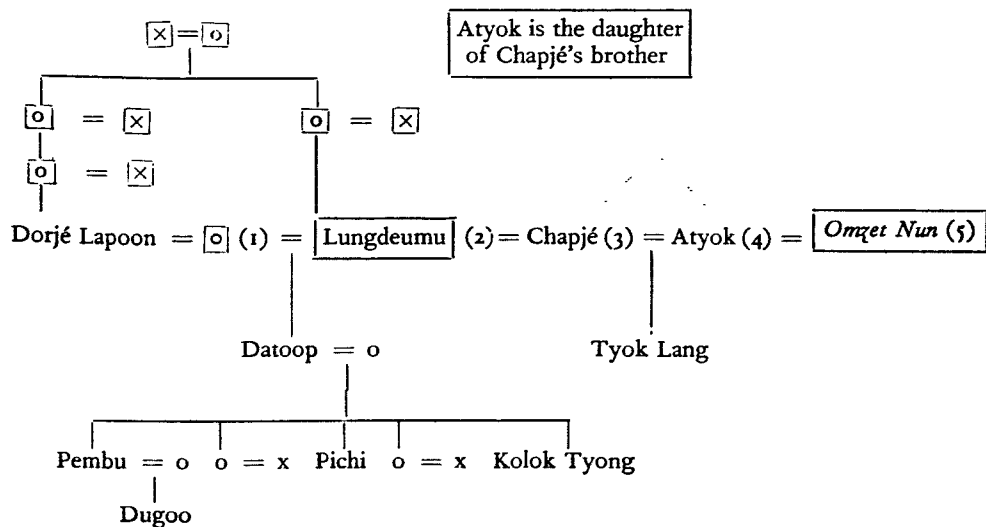 Atyok is the daughter
of Chapjé's brother
× = o
o = × o = ×
o = ×
Dorjé Lapoon = o (1) = Lungdeumu (2) = Chapjé (3) = Atyok (4) = Omzet Nun (5)
Datoop = o Tyok Lang
Pembu = o o = x Pichi o = x Kolok Tyong
Dugoo